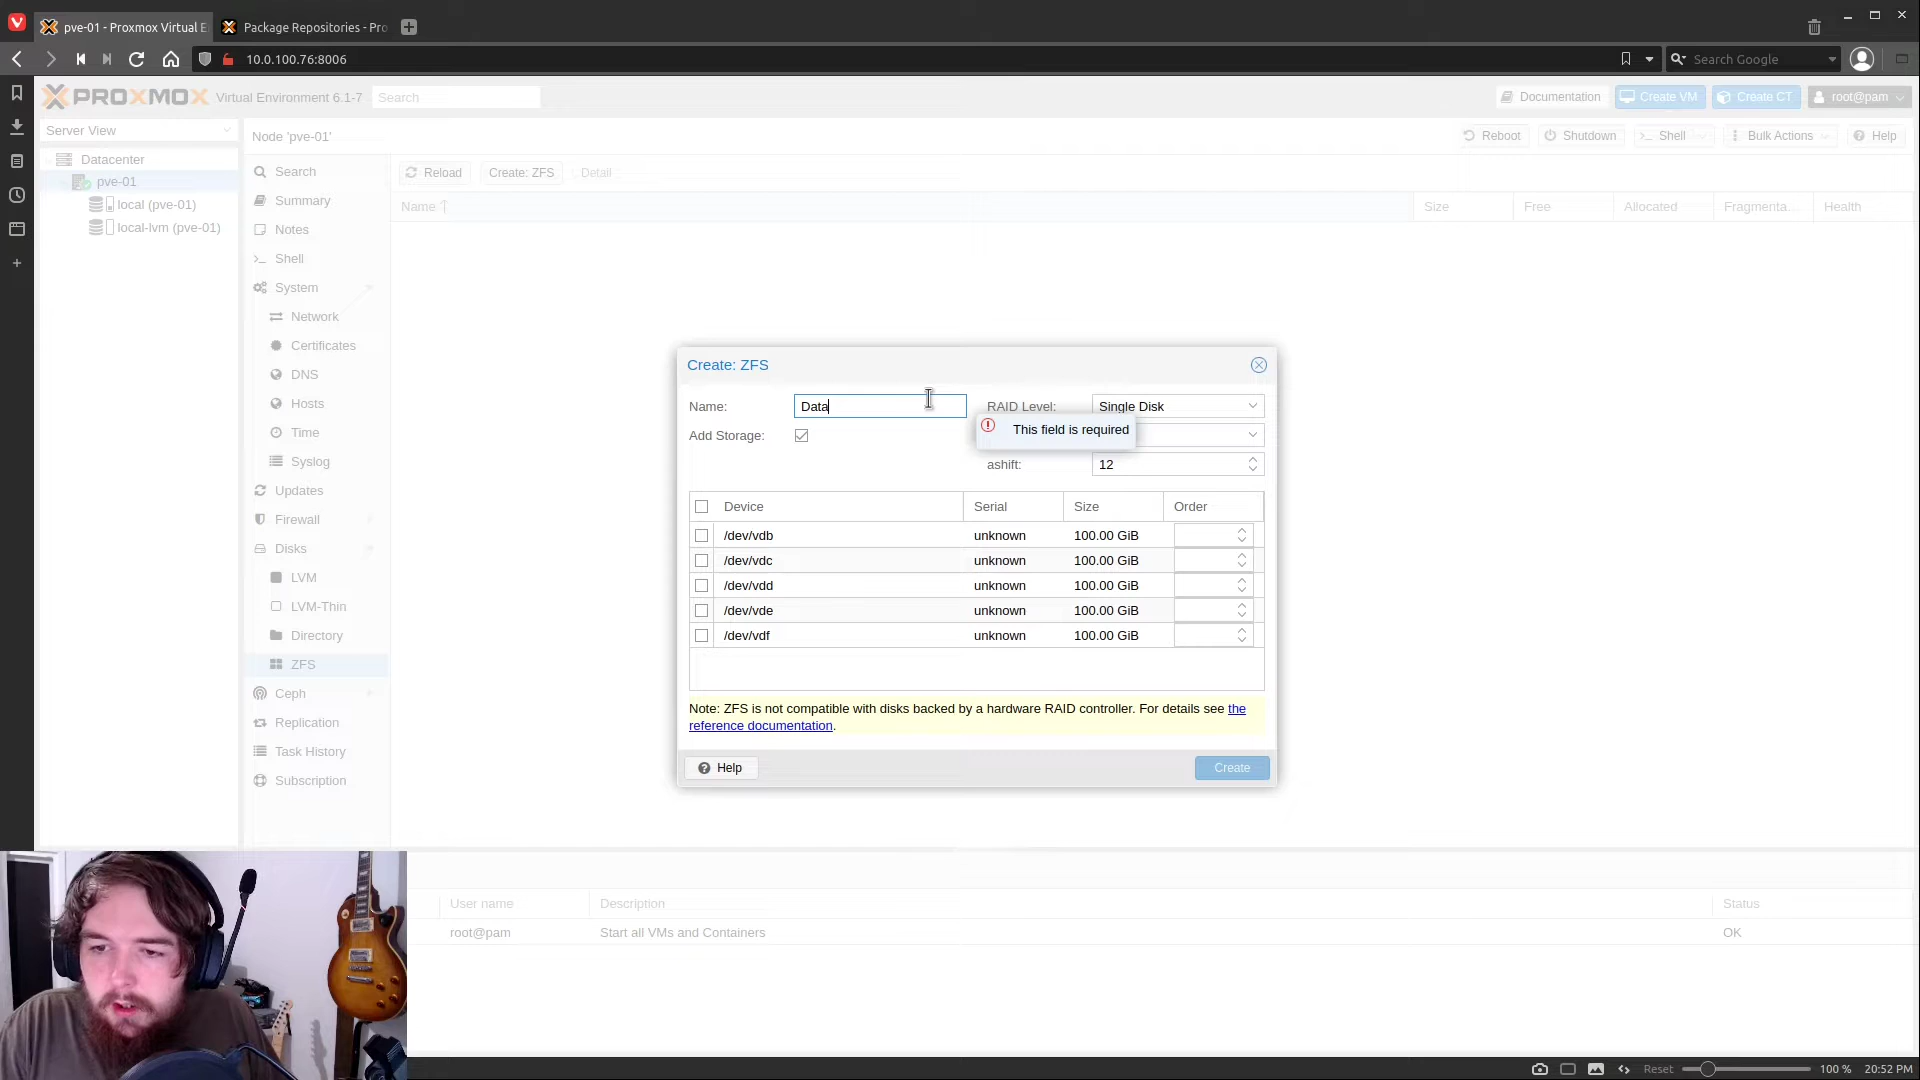 pve-01 - Proxmox Virtual E
Package Repositories - Pro
10.0.100.76:8006
Search Google
PROXMOX Virtual Environment 6.1-7
Search
Documentation
Create VM
Create CT
root@pam
Server View
Node 'pve-01'
Reboot
Shutdown
Shell
Bulk Actions
Help
Datacenter
pve-01
local (pve-01)
local-lvm (pve-01)
Search
Summary
Notes
Shell
System
Network
Certificates
DNS
Hosts
Time
Syslog
Updates
Firewall
Disks
LVM
LVM-Thin
Directory
ZFS
Ceph
Replication
Task History
Subscription
Reload
Create: ZFS
Detail
Name
Size
Free
Allocated
Fragmenta...
Health
Create: ZFS
Name:
Data
RAID Level:
Single Disk
This field is required
Add Storage:
ashift:
12
Device
Serial
Size
Order
/dev/vdb unknown 100.00 GiB
/dev/vdc unknown 100.00 GiB
/dev/vdd unknown 100.00 GiB
/dev/vde unknown 100.00 GiB
/dev/vdf unknown 100.00 GiB
Note: ZFS is not compatible with disks backed by a hardware RAID controller. For details see the
reference documentation.
Help
Create
User name
Description
Status
root@pam
Start all VMs and Containers
OK
Reset
100 %
20:52 PM